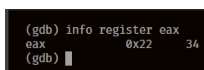 (gdb) info register eax
eax            0x22     34
(gdb)